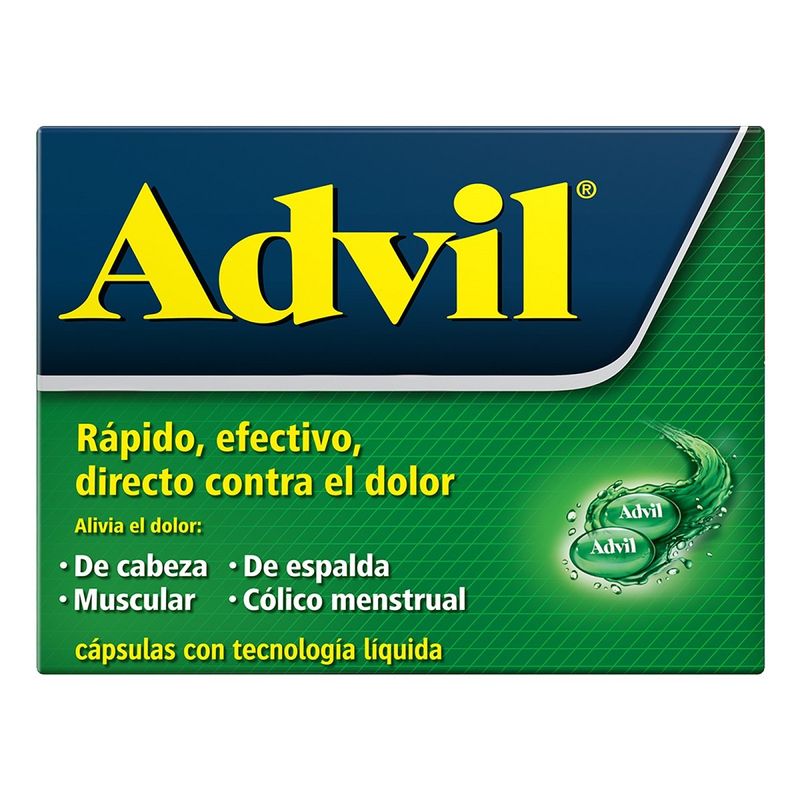 Advil®
Rápido, efectivo,
directo contra el dolor
Alivia el dolor:
• De cabeza • De espalda
• Muscular • Cólico menstrual
cápsulas con tecnología líquida
Advil
Advil